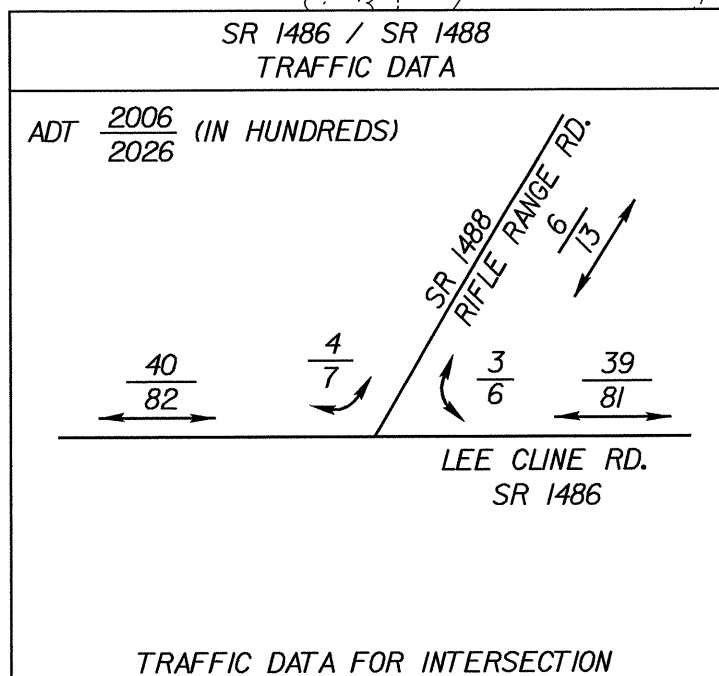 SR 1486 / SR 1488
TRAFFIC DATA
ADT 2006 (IN HUNDREDS)
2026
SR 1488
RIFLE RANGE RD.
6
13
4
7
3
6
40
82
39
81
LEE CLINE RD.
SR 1486
TRAFFIC DATA FOR INTERSECTION